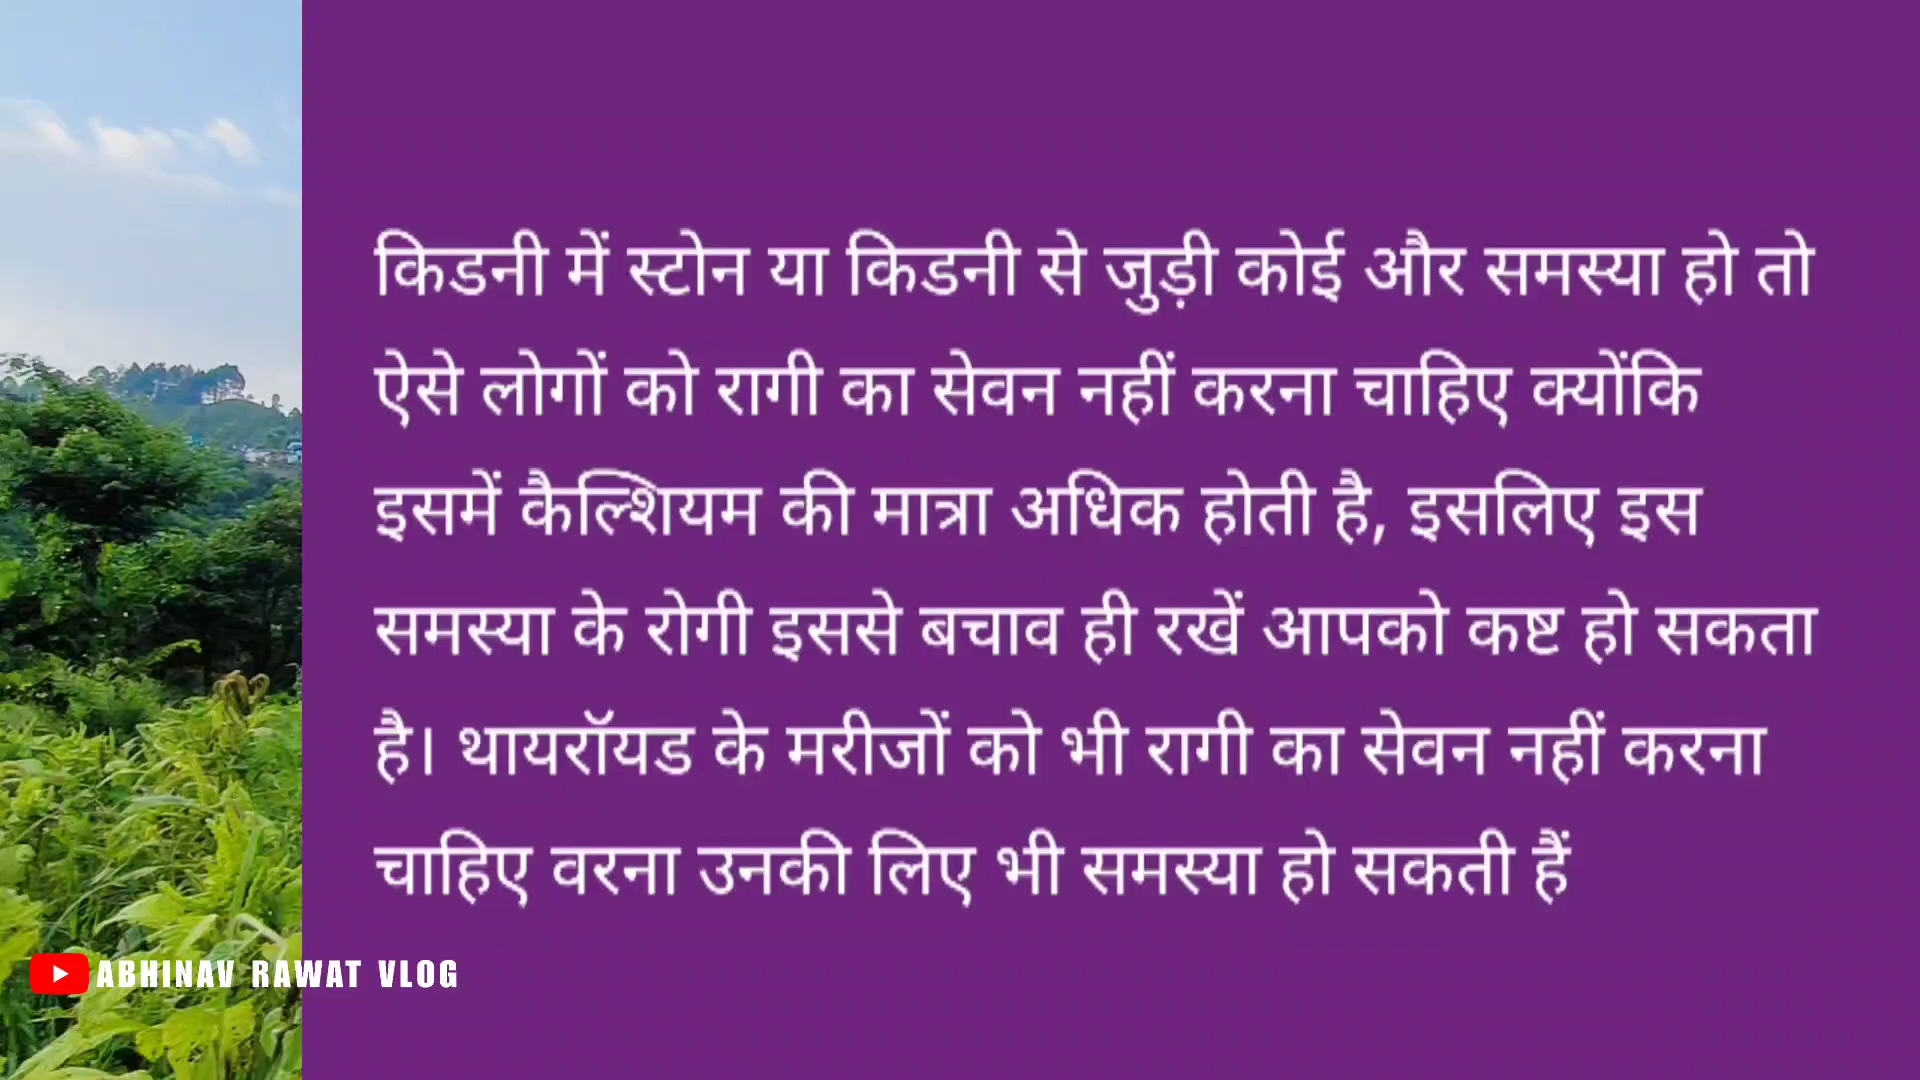 किडनी में स्टोन या किडनी से जुड़ी कोई और समस्या हो तो
ऐसे लोगों को रागी का सेवन नहीं करना चाहिए क्योंकि
इसमें कैल्शियम की मात्रा अधिक होती है, इसलिए इस
समस्या के रोगी इससे बचाव ही रखें आपको कष्ट हो सकता
है। थायरॉयड के मरीजों को भी रागी का सेवन नहीं करना
चाहिए वरना उनकी लिए भी समस्या हो सकती हैं
ABHINAV RAWAT VLOG